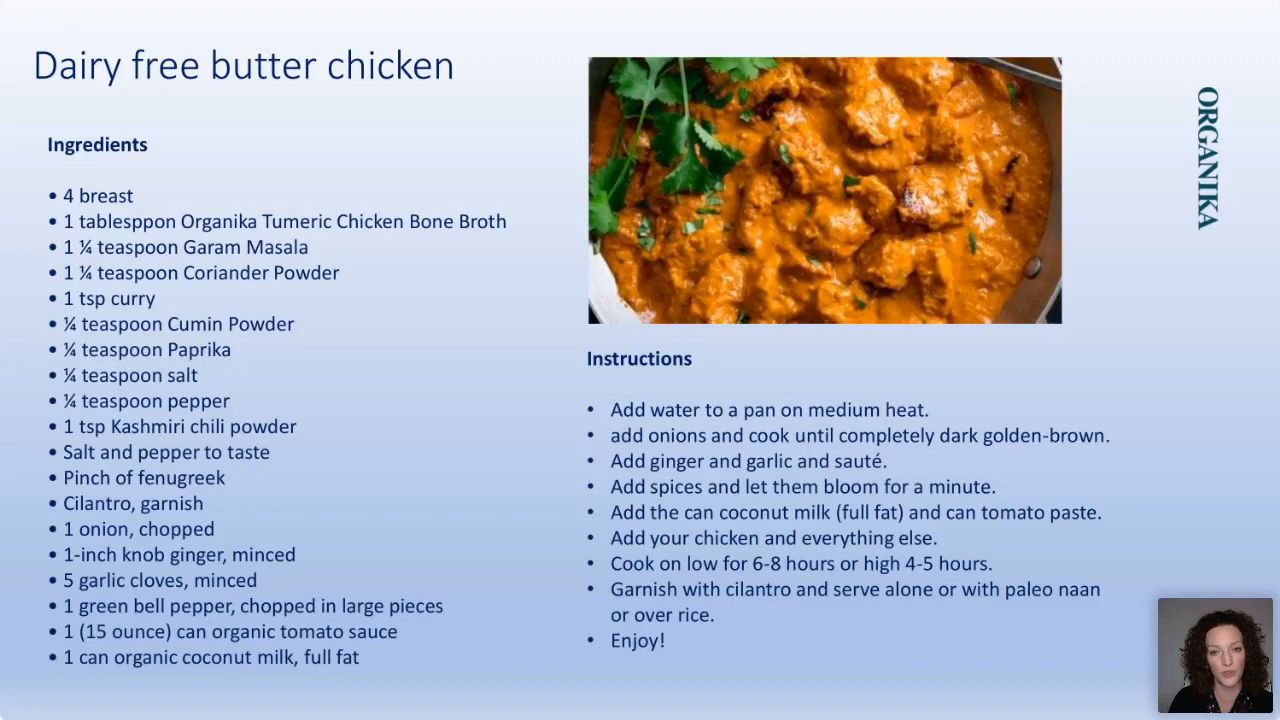 Dairy free butter chicken
Ingredients
• 4 breast
• 1 tablesppon Organika Tumeric Chicken Bone Broth
• 1 ¼ teaspoon Garam Masala
• 1 ¼ teaspoon Coriander Powder
• 1 tsp curry
• ¼ teaspoon Cumin Powder
• ¼ teaspoon Paprika
• ¼ teaspoon salt
• ¼ teaspoon pepper
• 1 tsp Kashmiri chili powder
• Salt and pepper to taste
• Pinch of fenugreek
• Cilantro, garnish
• 1 onion, chopped
• 1-inch knob ginger, minced
• 5 garlic cloves, minced
• 1 green bell pepper, chopped in large pieces
• 1 (15 ounce) can organic tomato sauce
• 1 can organic coconut milk, full fat
Instructions
• Add water to a pan on medium heat.
• add onions and cook until completely dark golden-brown.
• Add ginger and garlic and sauté.
• Add spices and let them bloom for a minute.
• Add the can coconut milk (full fat) and can tomato paste.
• Add your chicken and everything else.
• Cook on low for 6-8 hours or high 4-5 hours.
• Garnish with cilantro and serve alone or with paleo naan
or over rice.
• Enjoy!
ORGANIKA